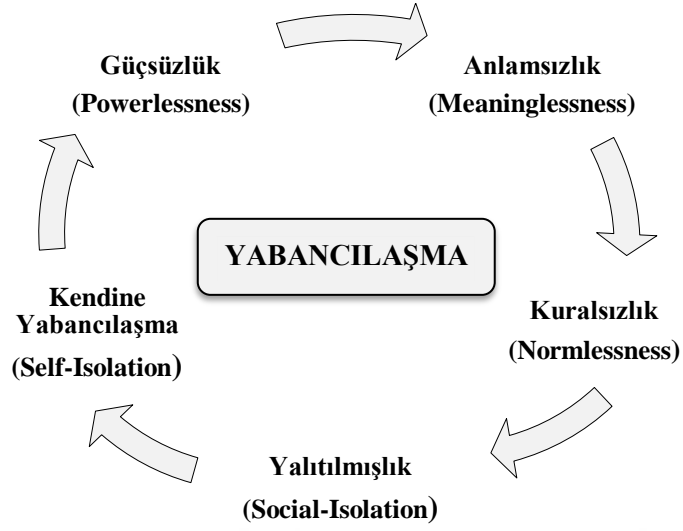 Güçsüzlük
(Powerlessness)
Anlamsızlık
(Meaninglessness)
YABANCILAŞMA
Kuralsızlık
(Normlessness)
Yalıtılmışlık
(Social-Isolation)
Kendine
Yabancılaşma
(Self-Isolation)